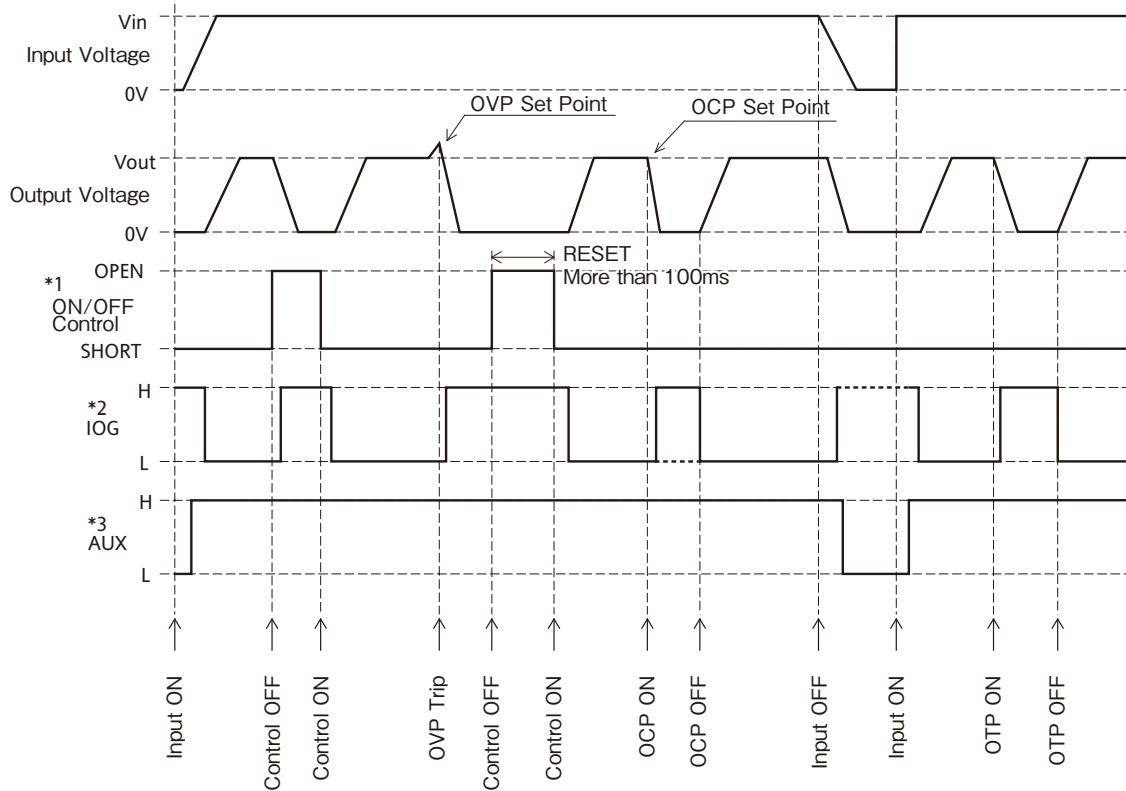 Vin
Input Voltage
0V
OVP Set Point
OCP Set Point
Vout
Output Voltage
0V
RESET
More than 100ms
OPEN
*1
ON/OFF
Control
SHORT
H
*2
IOG
L
H
*3
AUX
L
Input ON
Control OFF
Control ON
OVP Trip
Control OFF
Control ON
OCP ON
OCP OFF
Input OFF
Input ON
OTP ON
OTP OFF